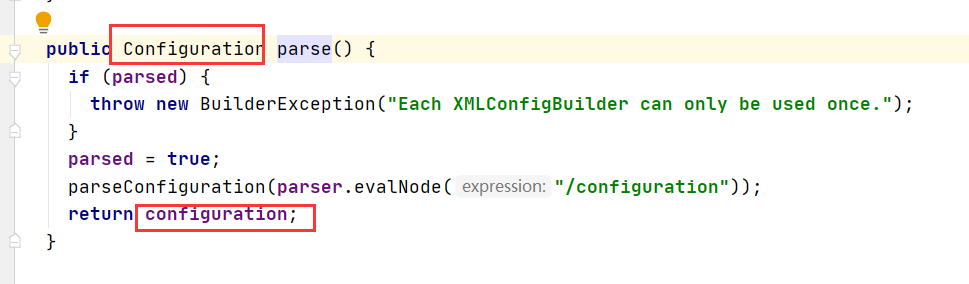 public Configuration parse() {
if (parsed) {
throw new BuilderException("Each XMLConfigBuilder can only be used once.");
}
parsed = true;
parseConfiguration(parser.evalNode( expression: "/configuration"));
return configuration;
}